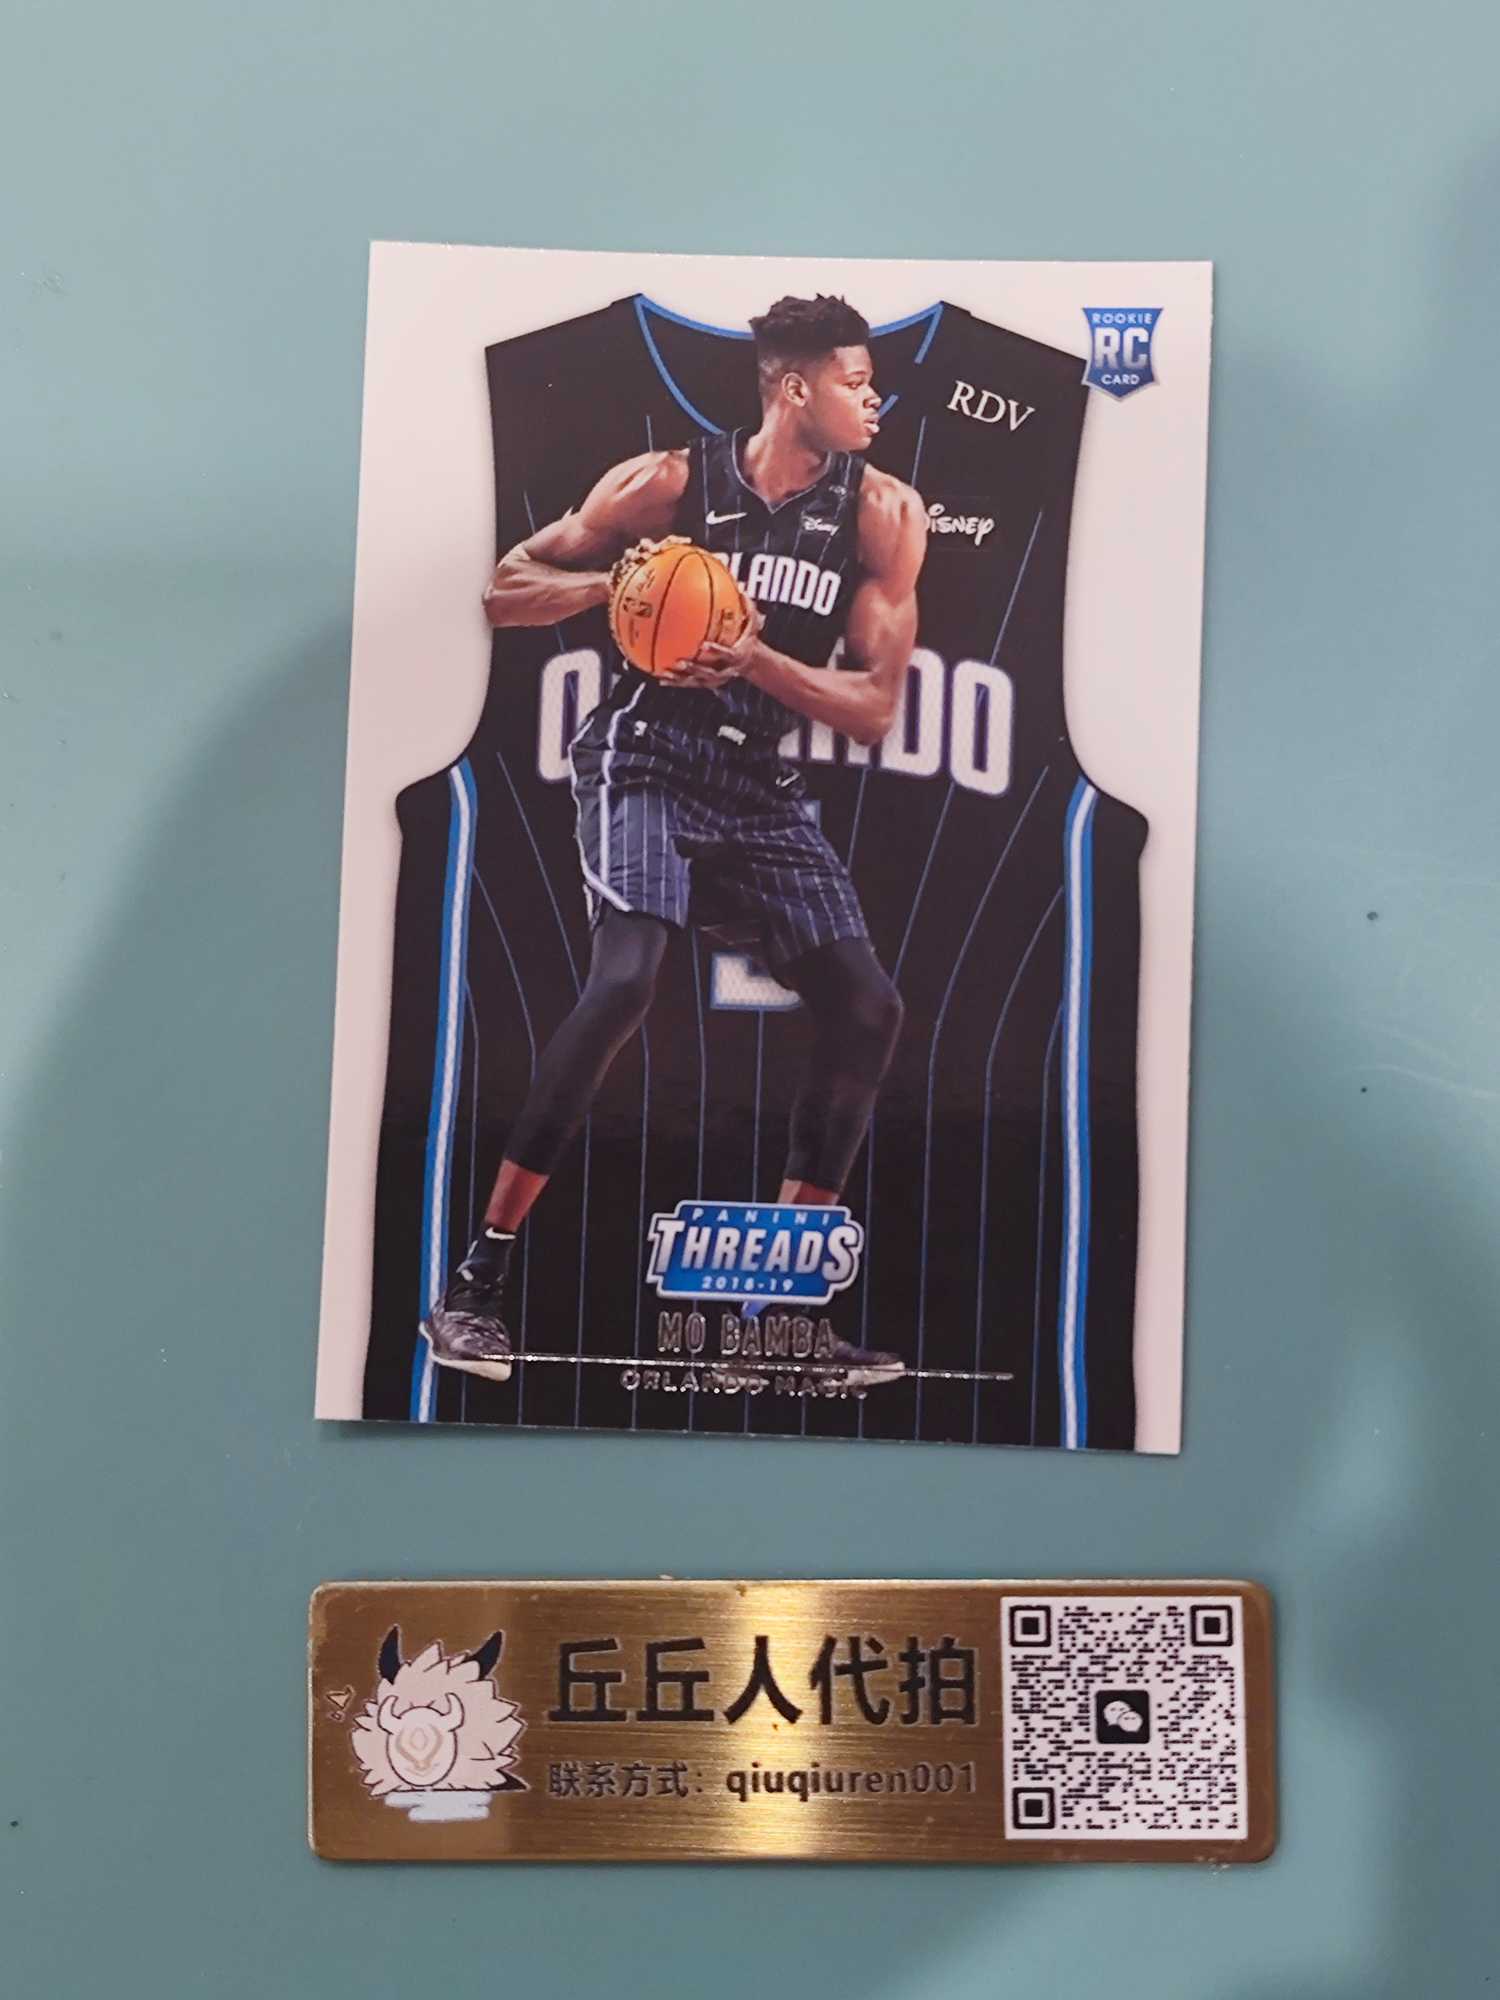 ROOKIE
RC
CARD
RDV
Disney
Disney
ORLANDO
PANINI
THREADS
2018-19
MO BAMBA
ORLANDO MAGIC
丘丘人代拍
联系方式：qiuqiuren001